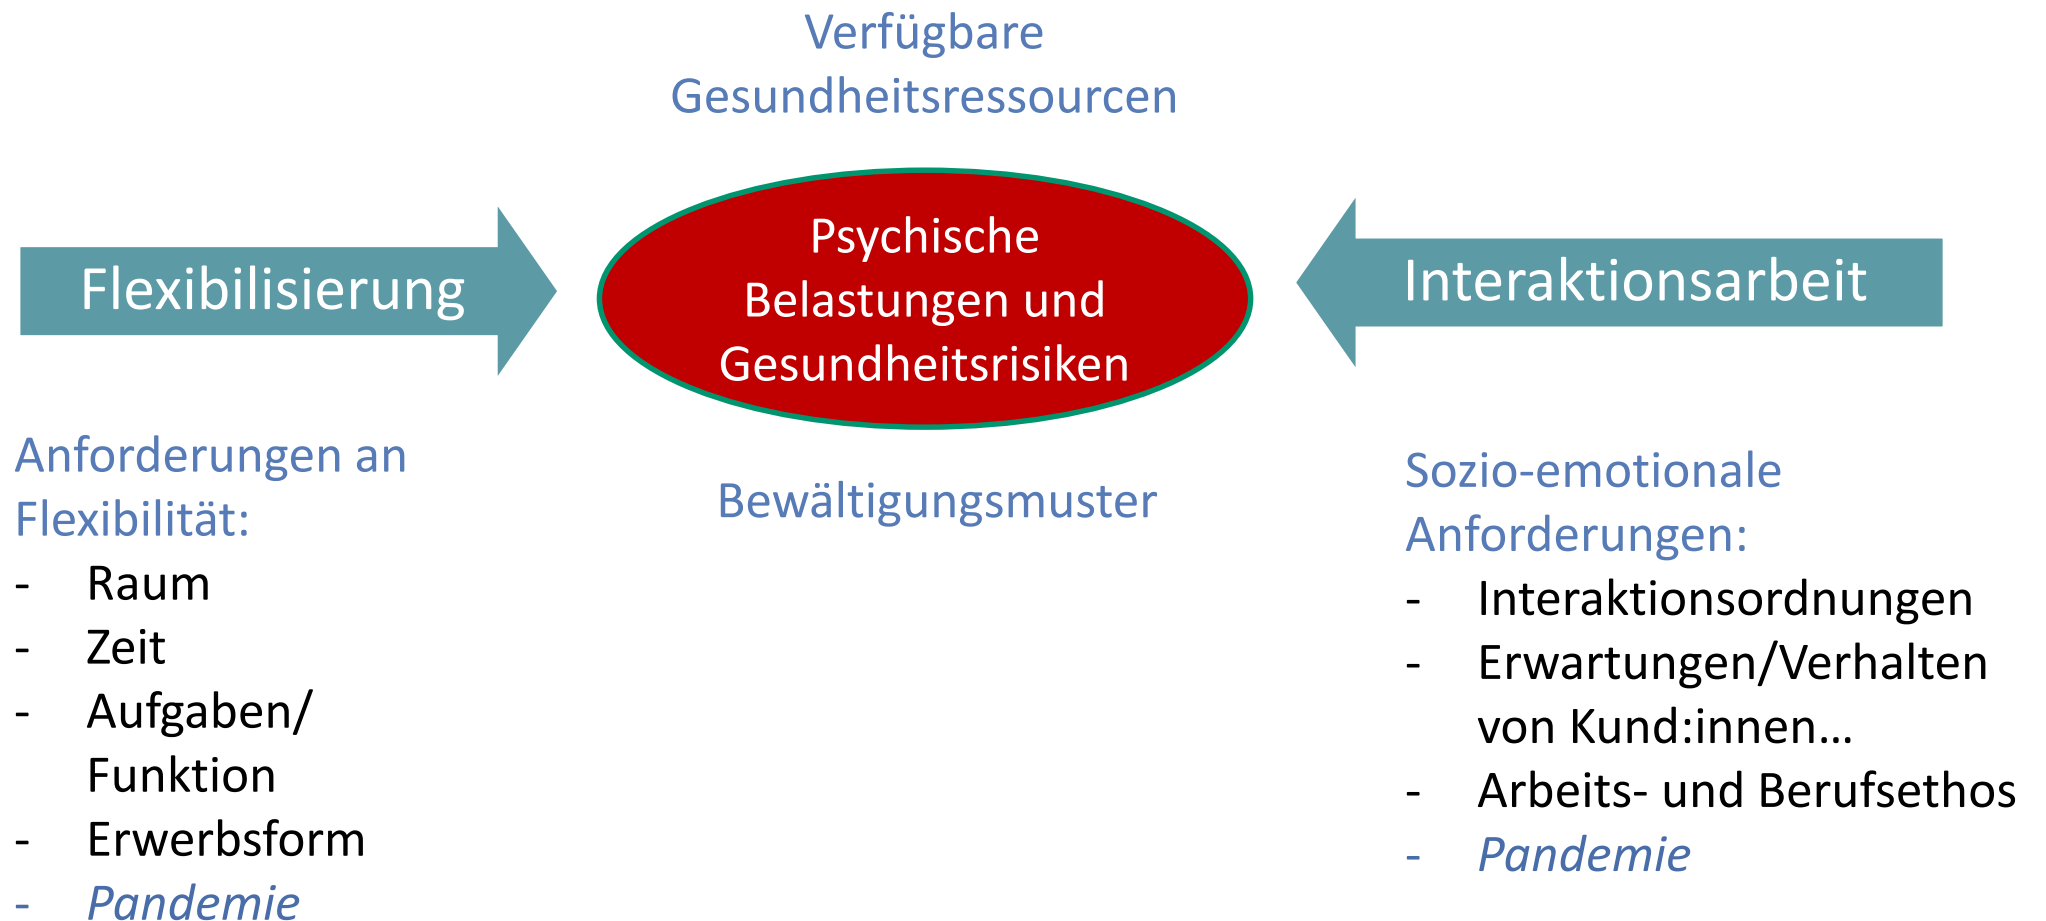 Verfügbare
Gesundheitsressourcen
Flexibilisierung
Psychische
Belastungen und
Gesundheitsrisiken
Interaktionsarbeit
Bewältigungsmuster
Anforderungen an
Flexibilität:
- Raum
- Zeit
- Aufgaben/
Funktion
- Erwerbsform
- Pandemie
Sozio-emotionale
Anforderungen:
- Interaktionsordnungen
- Erwartungen/Verhalten
von Kund:innen...
- Arbeits- und Berufsethos
- Pandemie